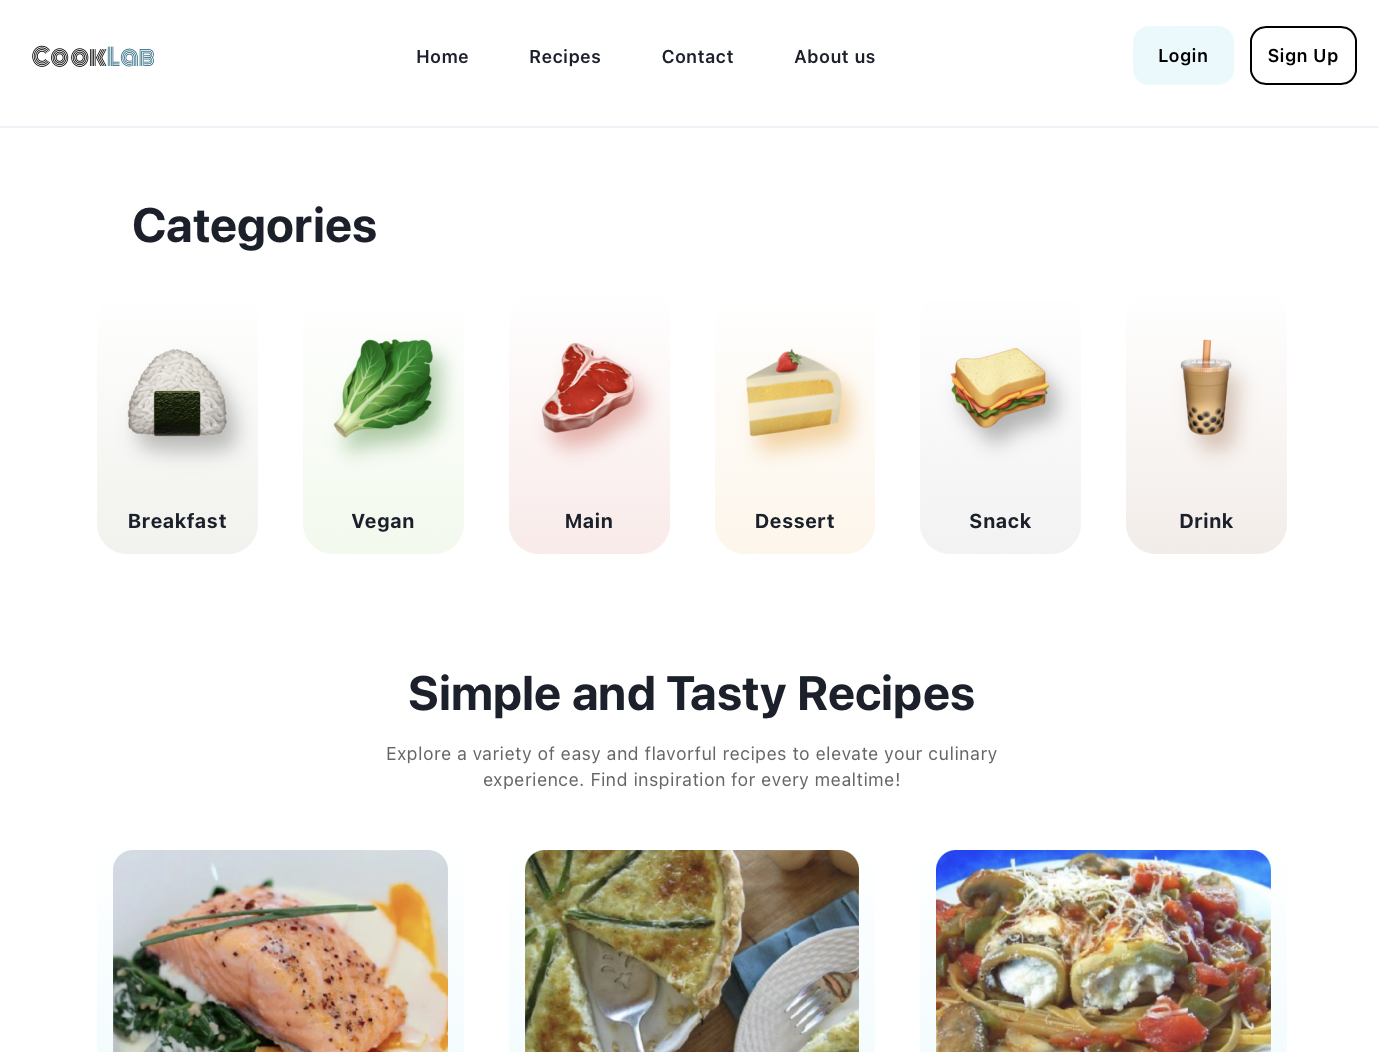 CookLab
Home
Recipes
Contact
About us
Login
Sign Up
Categories
Breakfast
Vegan
Main
Dessert
Snack
Drink
Simple and Tasty Recipes
Explore a variety of easy and flavorful recipes to elevate your culinary
experience. Find inspiration for every mealtime!